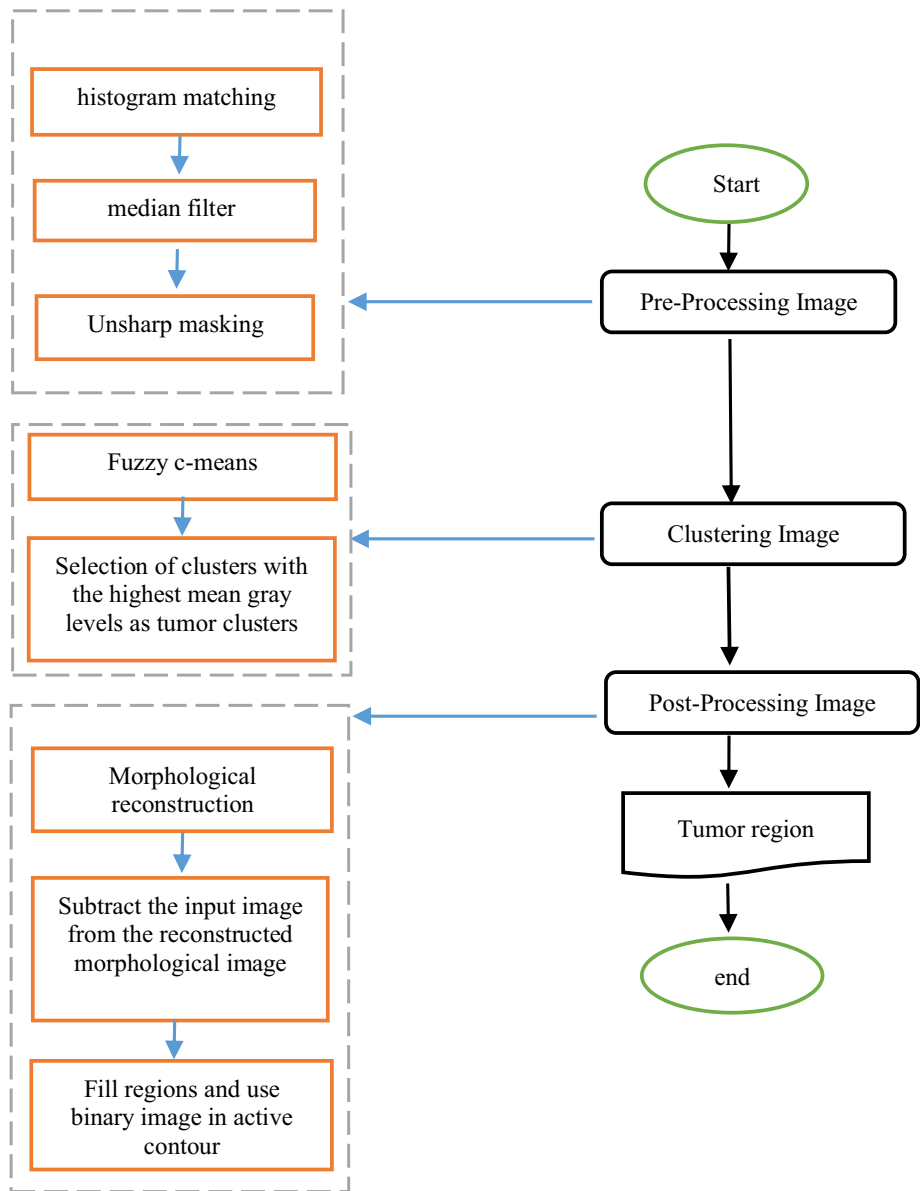 histogram matching
median filter
Unsharp masking
Start
Pre-Processing Image
Fuzzy c-means
Selection of clusters with
the highest mean gray
levels as tumor clusters
Clustering Image
Post-Processing Image
Morphological
reconstruction
Subtract the input image
from the reconstructed
morphological image
Fill regions and use
binary image in active
contour
Tumor region
end